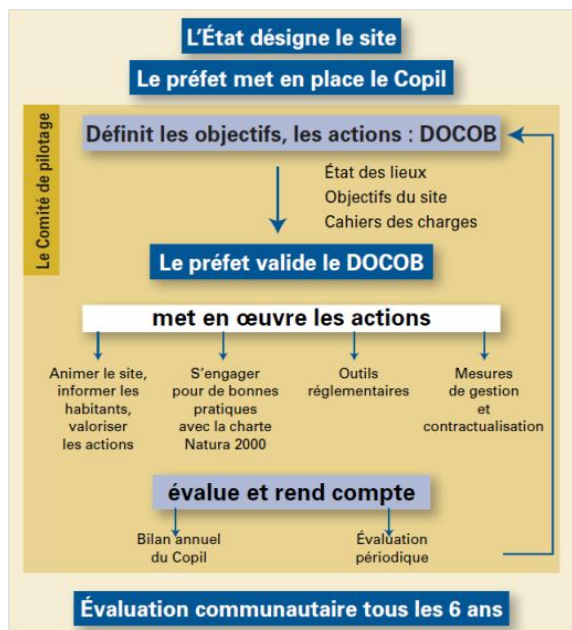 L'État désigne le site
Le préfet met en place le Copil
Le Comité de pilotage
Définit les objectifs, les actions : DOCOB
État des lieux
Objectifs du site
Cahiers des charges
Le préfet valide le DOCOB
met en œuvre les actions
Animer le site,
informer les
habitants,
valoriser
les actions
S'engager
pour de bonnes
pratiques
avec la charte
Natura 2000
Outils
réglementaires
Mesures
de gestion
et
contractualisation
évalue et rend compte
Bilan annuel
du Copil
Évaluation
périodique
Évaluation communautaire tous les 6 ans